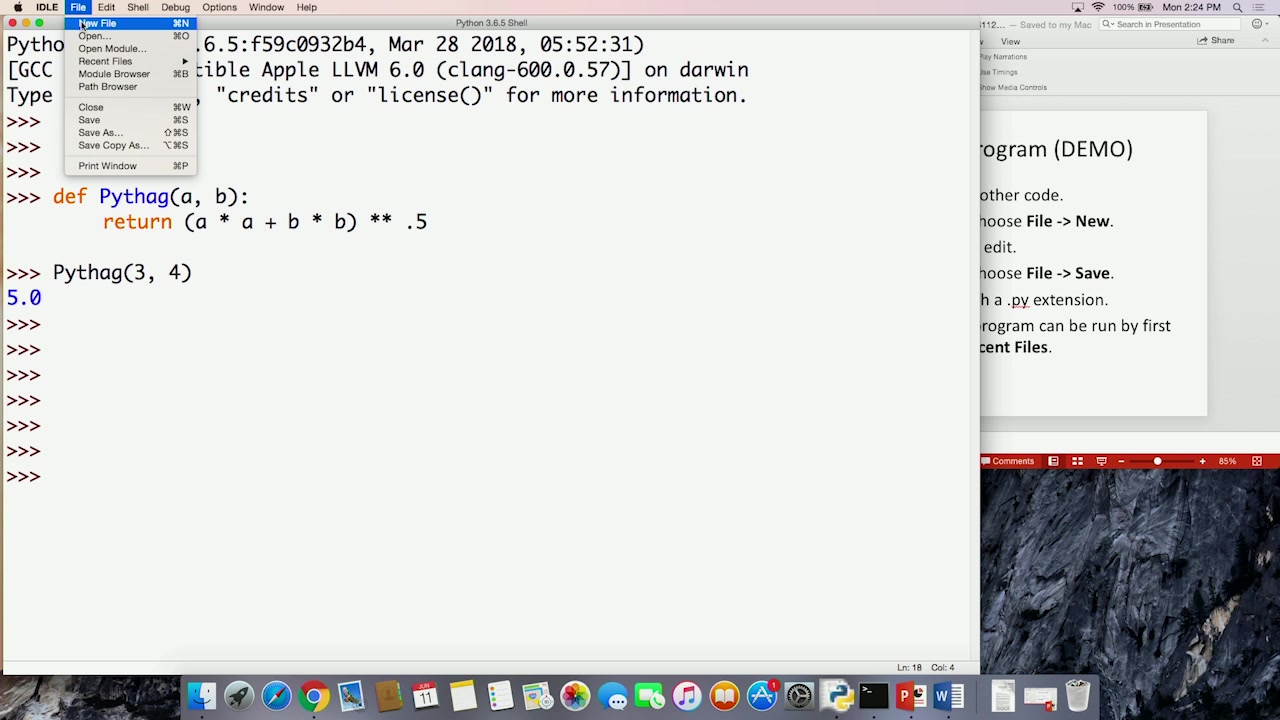 IDLE File Edit Shell Debug Options Window Help 100% Mon 2:24 PM
Python 3.6.5 Shell
New File ⌘N
Open... ⌘O
Open Module...
Recent Files
Module Browser ⌘B
Path Browser
Close ⌘W
Save ⌘S
Save As... ⇧⌘S
Save Copy As... ⌥⌘S
Print Window ⌘P
Pytho .6.5:f59c0932b4, Mar 28 2018, 05:52:31)
[GCC tible Apple LLVM 6.0 (clang-600.0.57)] on darwin
Type , "credits" or "license()" for more information.
>>>
>>>
>>>
>>> def Pythag(a, b):
return (a * a + b * b) ** .5
>>> Pythag(3, 4)
5.0
>>>
>>>
>>>
>>>
>>>
>>>
>>>
Ln: 18 Col: 4
112... — Saved to my Mac
Search in Presentation
View
Share
Play Narrations
Use Timings
Show Media Controls
rogram (DEMO)
other code.
hoose File -> New.
edit.
hoose File -> Save.
h a .py extension.
program can be run by first
cent Files.
Comments 85%
JUN
11
1